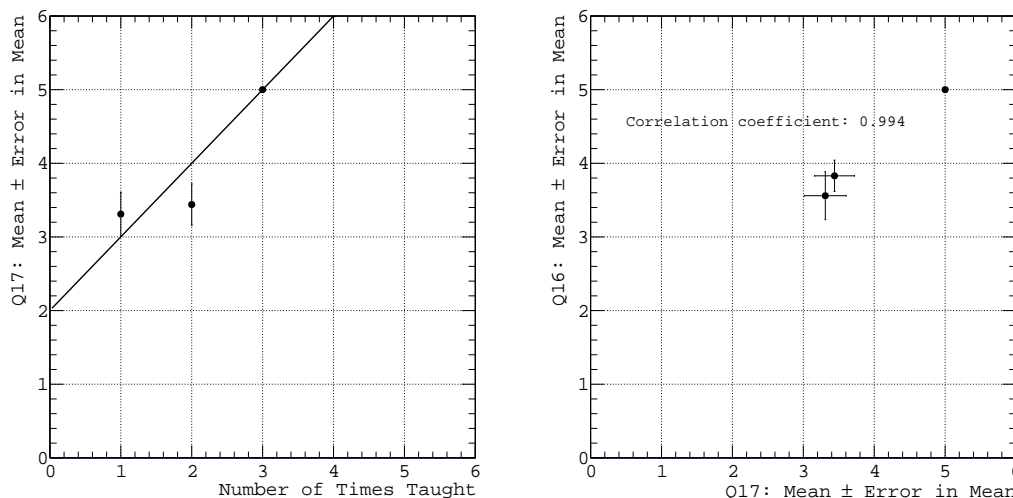 6
5
4
3
2
1
0
Q17: Mean ± Error in Mean
0 1 2 3 4 5 6
Number of Times Taught
6
5
4
3
2
1
0
Q16: Mean ± Error in Mean
Correlation coefficient: 0.994
0 1 2 3 4 5 6
Q17: Mean ± Error in Mean